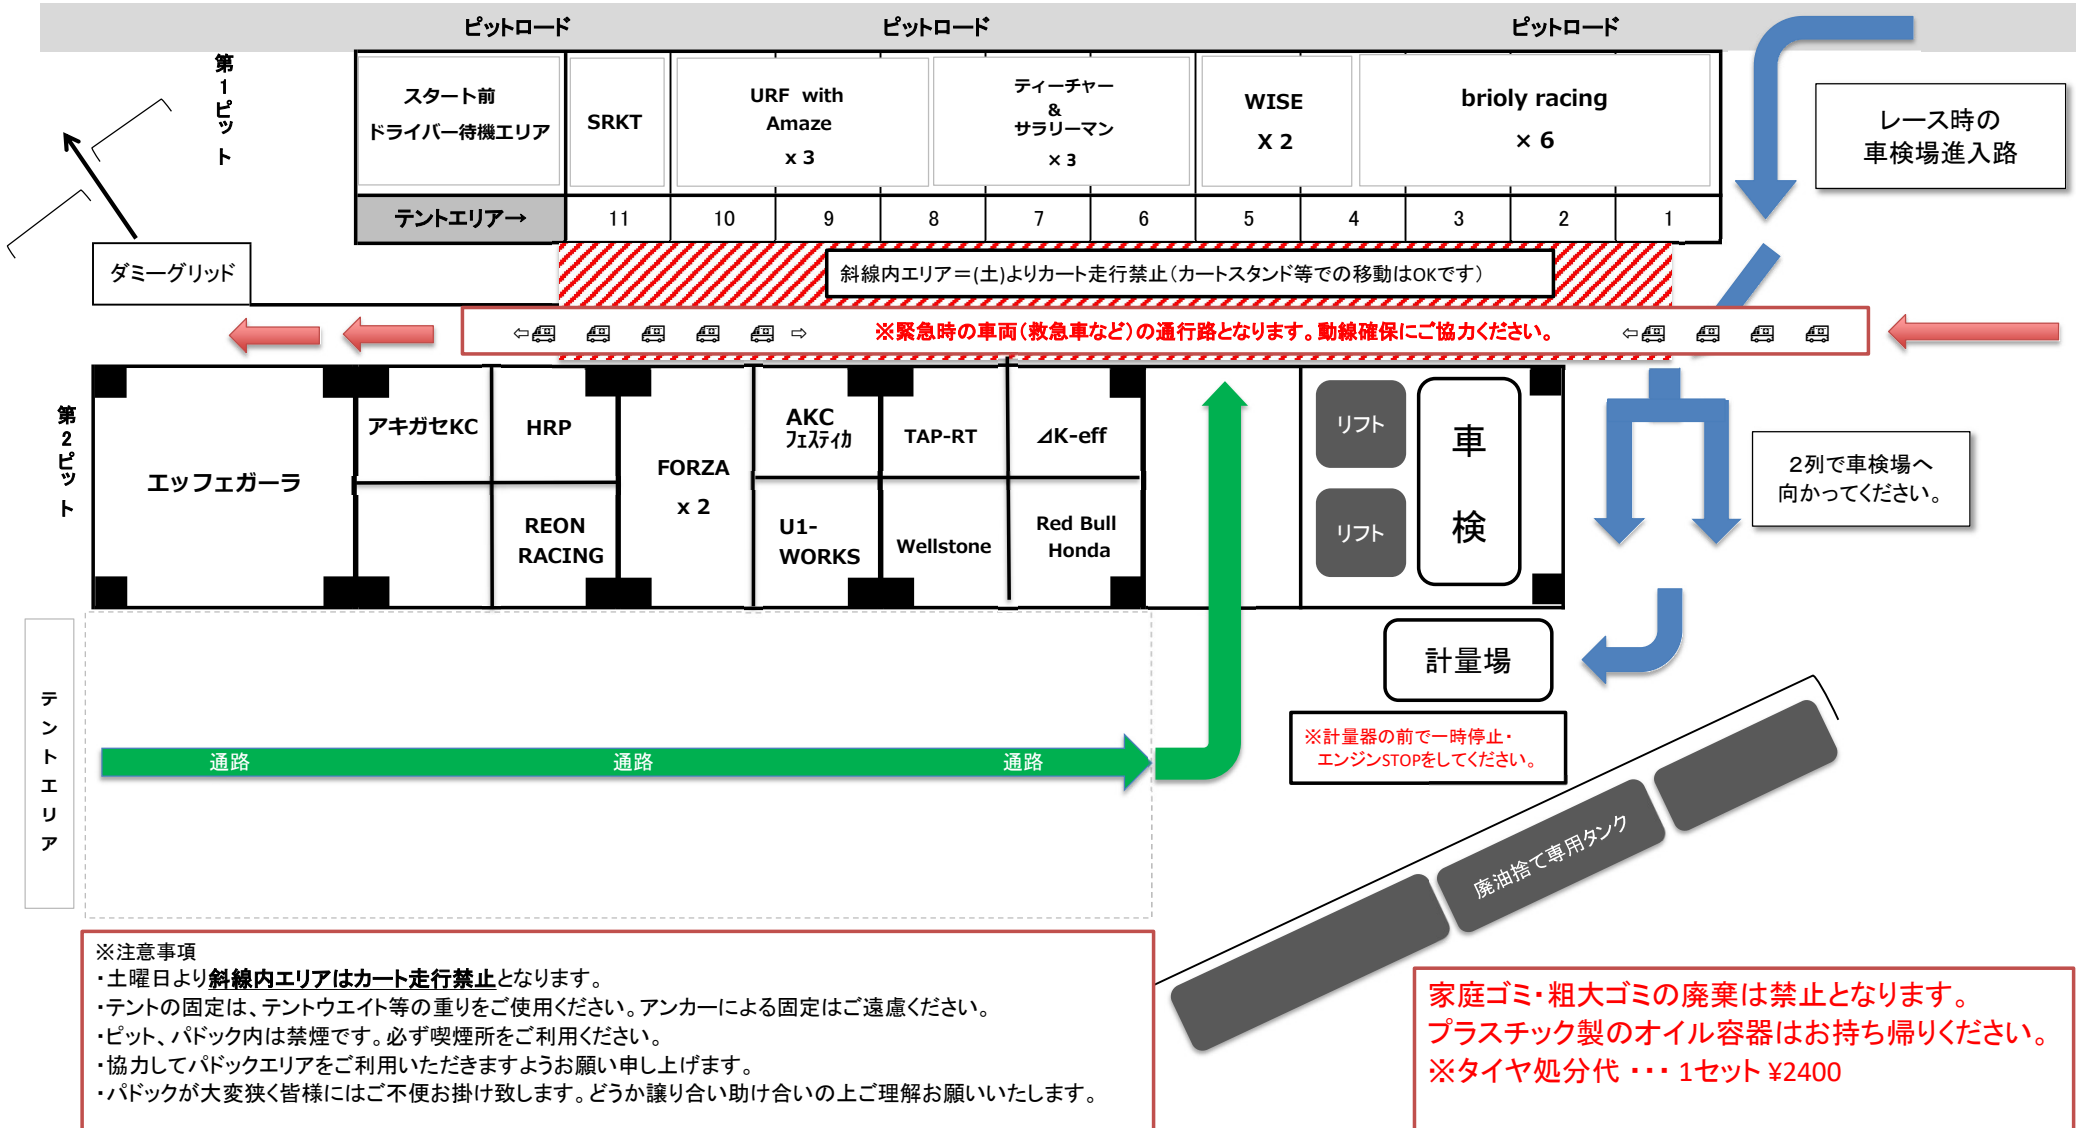 ピットロード
ピットロード
ピットロード
第1ピット
スタート前
ドライバー待機エリア
SRKT
URF with
Amaze
x 3
ティーチャー
&
サラリーマン
× 3
WISE
X 2
brioly racing
× 6
レース時の
車検場進入路
テントエリア→
11
10
9
8
7
6
5
4
3
2
1
ダミーグリッド
斜線内エリア＝(土)よりカート走行禁止（カートスタンド等での移動はOKです）
※緊急時の車両（救急車など）の通行路となります。動線確保にご協力ください。
第2ピット
エッフェガーラ
アキガセKC
HRP
REON
RACING
FORZA
x 2
AKC
フェスティカ
U1-
WORKS
TAP-RT
Wellstone
⊿K-eff
Red Bull
Honda
リフト
リフト
車
検
２列で車検場へ
向かってください。
計量場
※計量器の前で一時停止・
エンジンSTOPをしてください。
テントエリア
通路
通路
通路
廃油捨て専用タンク
※注意事項
・土曜日より斜線内エリアはカート走行禁止となります。
・テントの固定は、テントウエイト等の重りをご使用ください。アンカーによる固定はご遠慮ください。
・ピット、パドック内は禁煙です。必ず喫煙所をご利用ください。
・協力してパドックエリアをご利用いただきますようお願い申し上げます。
・パドックが大変狭く皆様にはご不便お掛け致します。どうか譲り合い助け合いの上ご理解お願いいたします。
家庭ゴミ・粗大ゴミの廃棄は禁止となります。
プラスチック製のオイル容器はお持ち帰りください。
※タイヤ処分代 ・・・ 1セット ¥2400